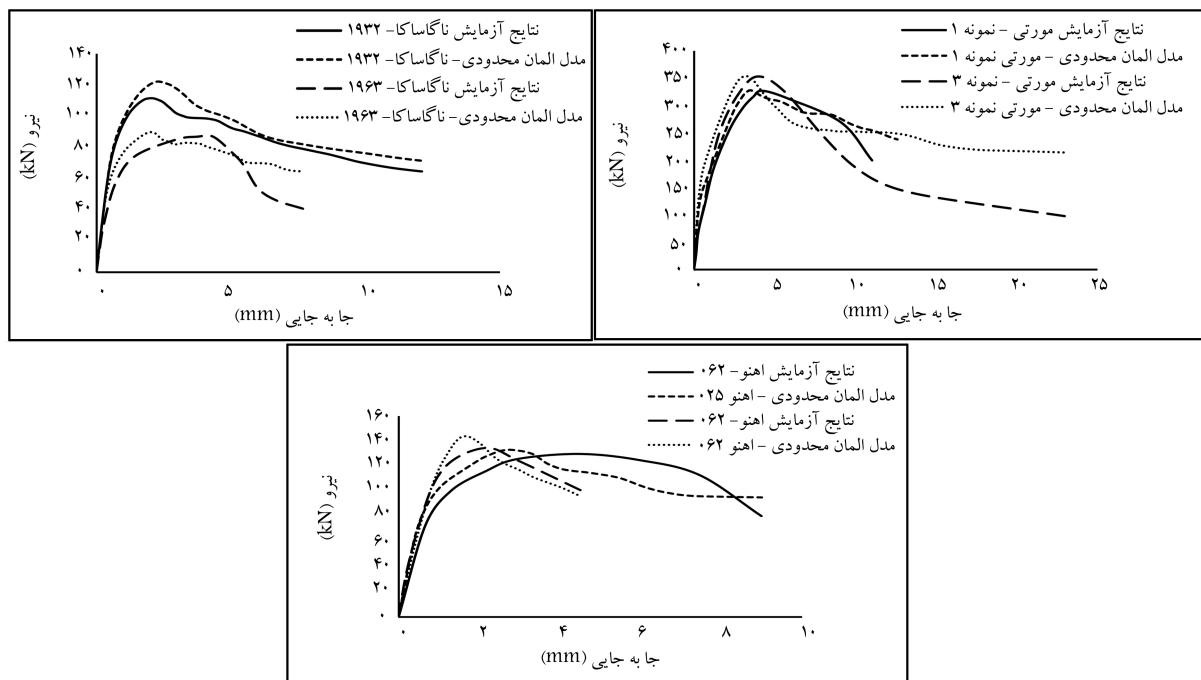 نتایج آزمایش ناگاساکا- ۱۹۳۲
مدل المان محدودی- ناگاساکا- ۱۹۳۲
نتایج آزمایش ناگاساکا- ۱۹۶۳
مدل المان محدودی- ناگاساکا- ۱۹۶۳
نیرو (kN)
۱۴۰
۱۲۰
۱۰۰
۸۰
۶۰
۴۰
۲۰
۰
۰ ۵ ۱۰ ۱۵
جا به جایی (mm)
نتایج آزمایش مورتی - نمونه ۱
مدل المان محدودی - مورتی نمونه ۱
نتایج آزمایش مورتی - نمونه ۳
مدل المان محدودی - مورتی نمونه ۳
نیرو (kN)
۴۰۰
۳۵۰
۳۰۰
۲۵۰
۲۰۰
۱۵۰
۱۰۰
۵۰
۰
۰ ۵ ۱۰ ۱۵ ۲۰ ۲۵
جا به جایی (mm)
نتایج آزمایش اهنو- ۰۶۲
مدل المان محدودی - اهنو ۰۲۵
نتایج آزمایش اهنو- ۰۶۲
مدل المان محدودی - اهنو ۰۶۲
نیرو (kN)
۱۶۰
۱۴۰
۱۲۰
۱۰۰
۸۰
۶۰
۴۰
۲۰
۰
۰ ۲ ۴ ۶ ۸ ۱۰
جا به جایی (mm)